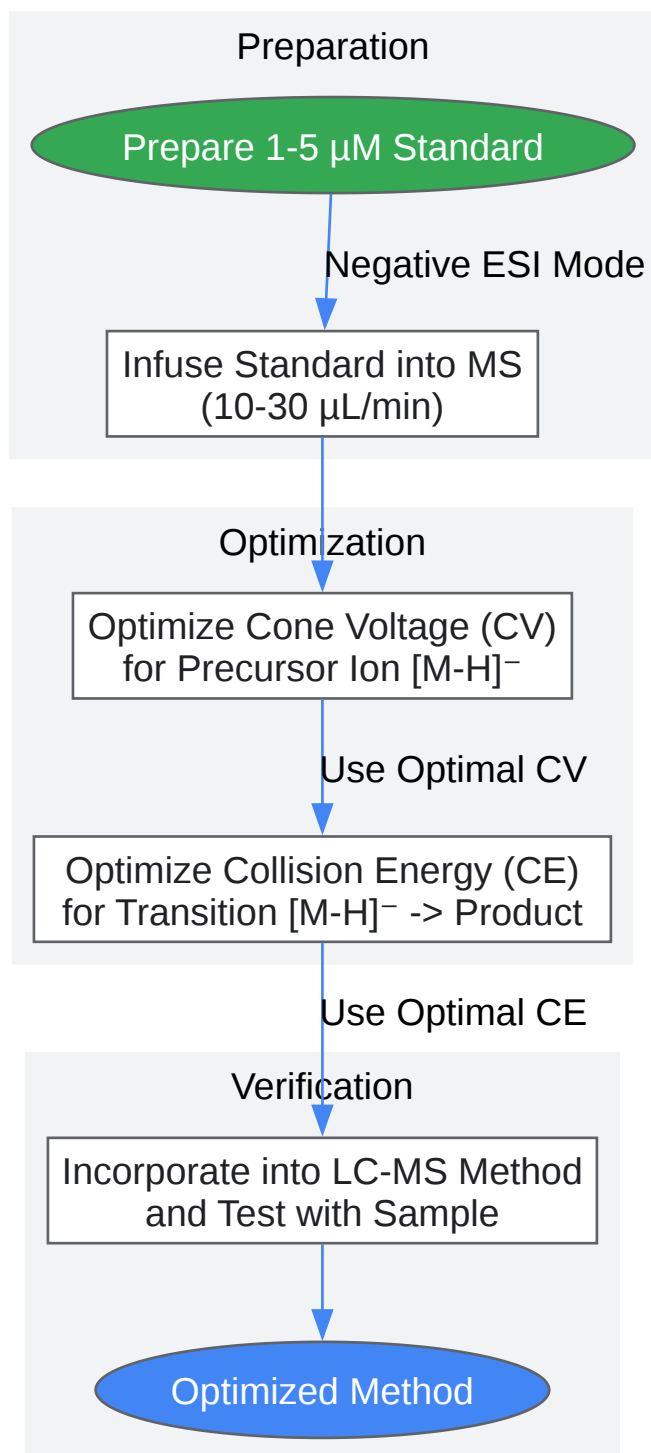 Preparation
Prepare 1-5 µM Standard
Negative ESI Mode
Infuse Standard into MS
(10-30 µL/min)
Optimization
Optimize Cone Voltage (CV)
for Precursor Ion [M-H]⁻
Use Optimal CV
Optimize Collision Energy (CE)
for Transition [M-H]⁻ -> Product
Use Optimal CE
Verification
Incorporate into LC-MS Method
and Test with Sample
Optimized Method